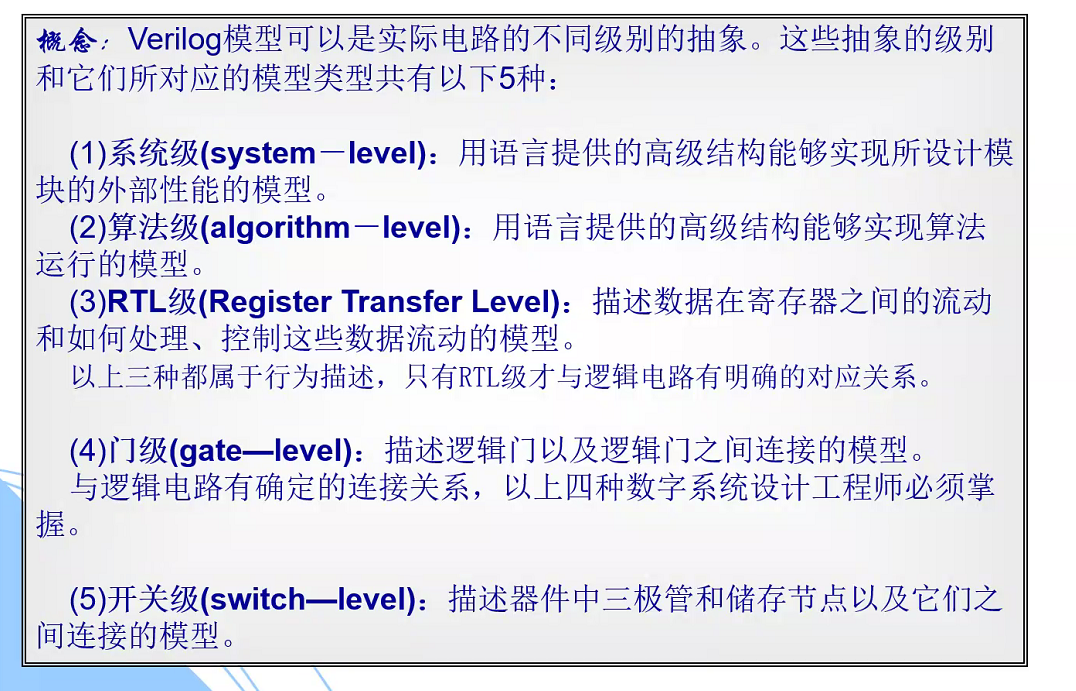 概念：Verilog模型可以是实际电路的不同级别的抽象。这些抽象的级别
和它们所对应的模型类型共有以下5种：
(1)系统级(system－level)：用语言提供的高级结构能够实现所设计模
块的外部性能的模型。
(2)算法级(algorithm－level)：用语言提供的高级结构能够实现算法
运行的模型。
(3)RTL级(Register Transfer Level)：描述数据在寄存器之间的流动
和如何处理、控制这些数据流动的模型。
以上三种都属于行为描述，只有RTL级才与逻辑电路有明确的对应关系。
(4)门级(gate—level)：描述逻辑门以及逻辑门之间连接的模型。
与逻辑电路有确定的连接关系，以上四种数字系统设计工程师必须掌
握。
(5)开关级(switch—level)：描述器件中三极管和储存节点以及它们之
间连接的模型。